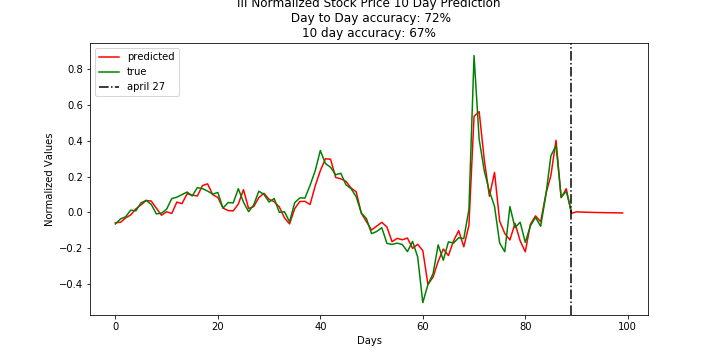 III Normalized Stock Price 10 Day Prediction
Day to Day accuracy: 72%
10 day accuracy: 67%
predicted
true
april 27
Normalized Values
0.8
0.6
0.4
0.2
0.0
−0.2
−0.4
0 20 40 60 80 100
Days